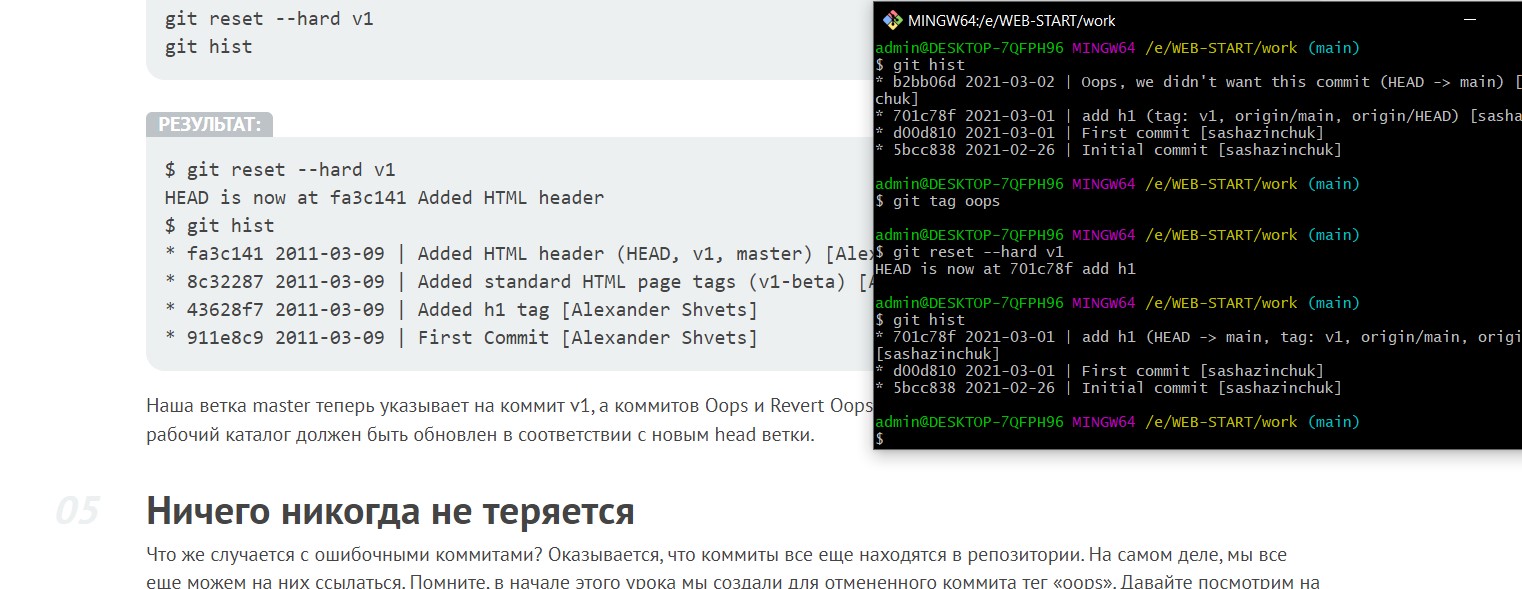 git reset --hard v1
git hist
РЕЗУЛЬТАТ:
$ git reset --hard v1
HEAD is now at fa3c141 Added HTML header
$ git hist
* fa3c141 2011-03-09 | Added HTML header (HEAD, v1, master) [Alex
* 8c32287 2011-03-09 | Added standard HTML page tags (v1-beta) [A
* 43628f7 2011-03-09 | Added h1 tag [Alexander Shvets]
* 911e8c9 2011-03-09 | First Commit [Alexander Shvets]
Наша ветка master теперь указывает на коммит v1, а коммитов Oops и Revert Oops
рабочий каталог должен быть обновлен в соответствии с новым head ветки.
05
Ничего никогда не теряется
Что же случается с ошибочными коммитами? Оказывается, что коммиты все еще находятся в репозитории. На самом деле, мы все
еще можем на них ссылаться. Помните, в начале этого урока мы создали для отмененного коммита тег «oops». Давайте посмотрим на
MINGW64:/e/WEB-START/work
admin@DESKTOP-7QFPH96 MINGW64 /e/WEB-START/work (main)
$ git hist
* b2bb06d 2021-03-02 | Oops, we didn't want this commit (HEAD -> main) [
chuk]
* 701c78f 2021-03-01 | add h1 (tag: v1, origin/main, origin/HEAD) [sasha
* d00d810 2021-03-01 | First commit [sashazinchuk]
* 5bcc838 2021-02-26 | Initial commit [sashazinchuk]
admin@DESKTOP-7QFPH96 MINGW64 /e/WEB-START/work (main)
$ git tag oops
admin@DESKTOP-7QFPH96 MINGW64 /e/WEB-START/work (main)
$ git reset --hard v1
HEAD is now at 701c78f add h1
admin@DESKTOP-7QFPH96 MINGW64 /e/WEB-START/work (main)
$ git hist
* 701c78f 2021-03-01 | add h1 (HEAD -> main, tag: v1, origin/main, origi
[sashazinchuk]
* d00d810 2021-03-01 | First commit [sashazinchuk]
* 5bcc838 2021-02-26 | Initial commit [sashazinchuk]
admin@DESKTOP-7QFPH96 MINGW64 /e/WEB-START/work (main)
$